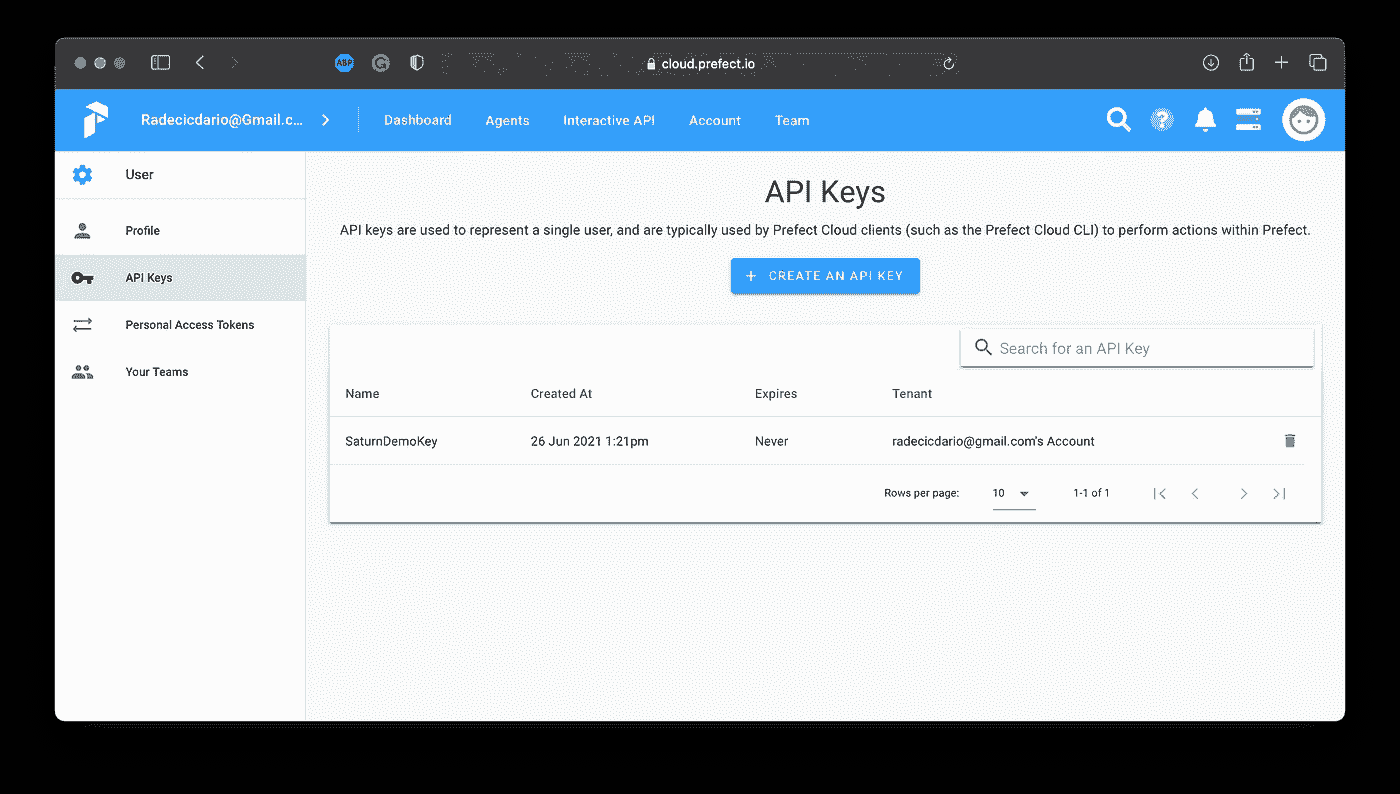 ABP
cloud.prefect.io
Radecicdario@Gmail.c...
Dashboard
Agents
Interactive API
Account
Team
?
User
Profile
API Keys
Personal Access Tokens
Your Teams
API Keys
API keys are used to represent a single user, and are typically used by Prefect Cloud clients (such as the Prefect Cloud CLI) to perform actions within Prefect.
+ CREATE AN API KEY
Search for an API Key
Name Created At Expires Tenant
SaturnDemoKey 26 Jun 2021 1:21pm Never radecicdario@gmail.com's Account
Rows per page: 10 1-1 of 1